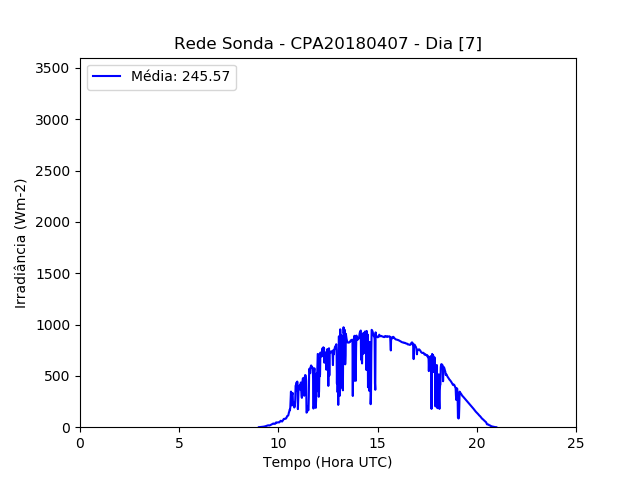 Rede Sonda - CPA20180407 - Dia [7]
Média: 245.57
3500
3000
2500
2000
1500
1000
500
0
Irradiância (Wm-2)
0 5 10 15 20 25
Tempo (Hora UTC)